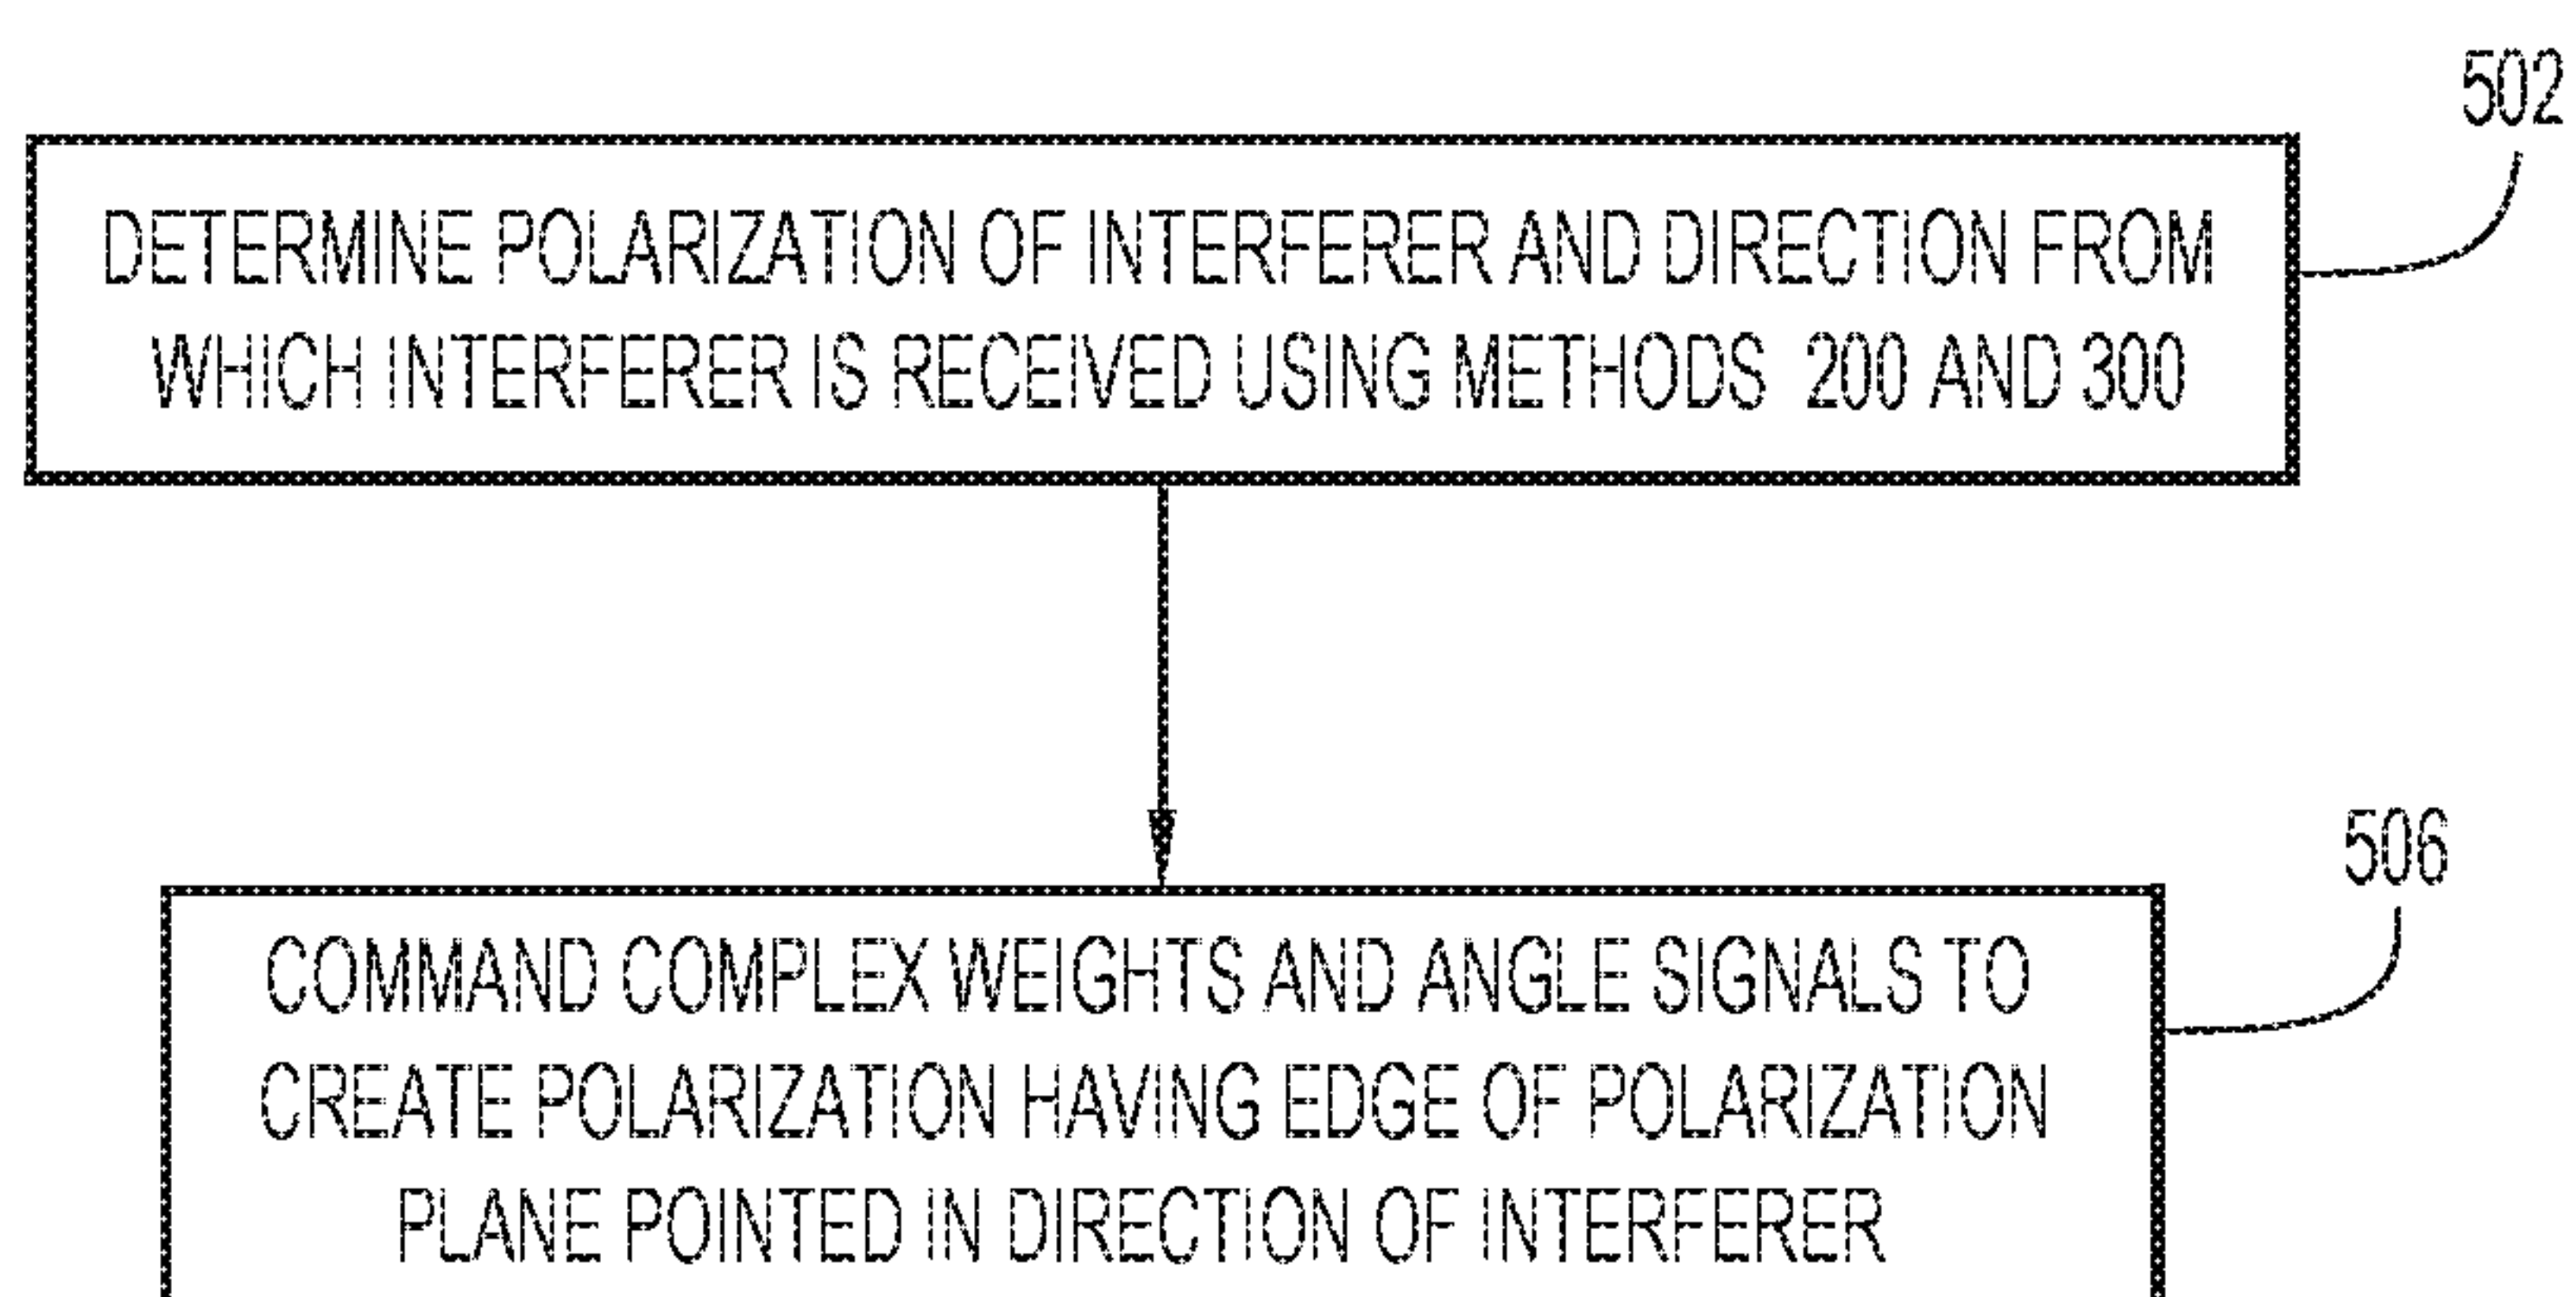 502
DETERMINE POLARIZATION OF INTERFERER AND DIRECTION FROM
WHICH INTERFERER IS RECEIVED USING METHODS 200 AND 300
506
COMMAND COMPLEX WEIGHTS AND ANGLE SIGNALS TO
CREATE POLARIZATION HAVING EDGE OF POLARIZATION
PLANE POINTED IN DIRECTION OF INTERFERER